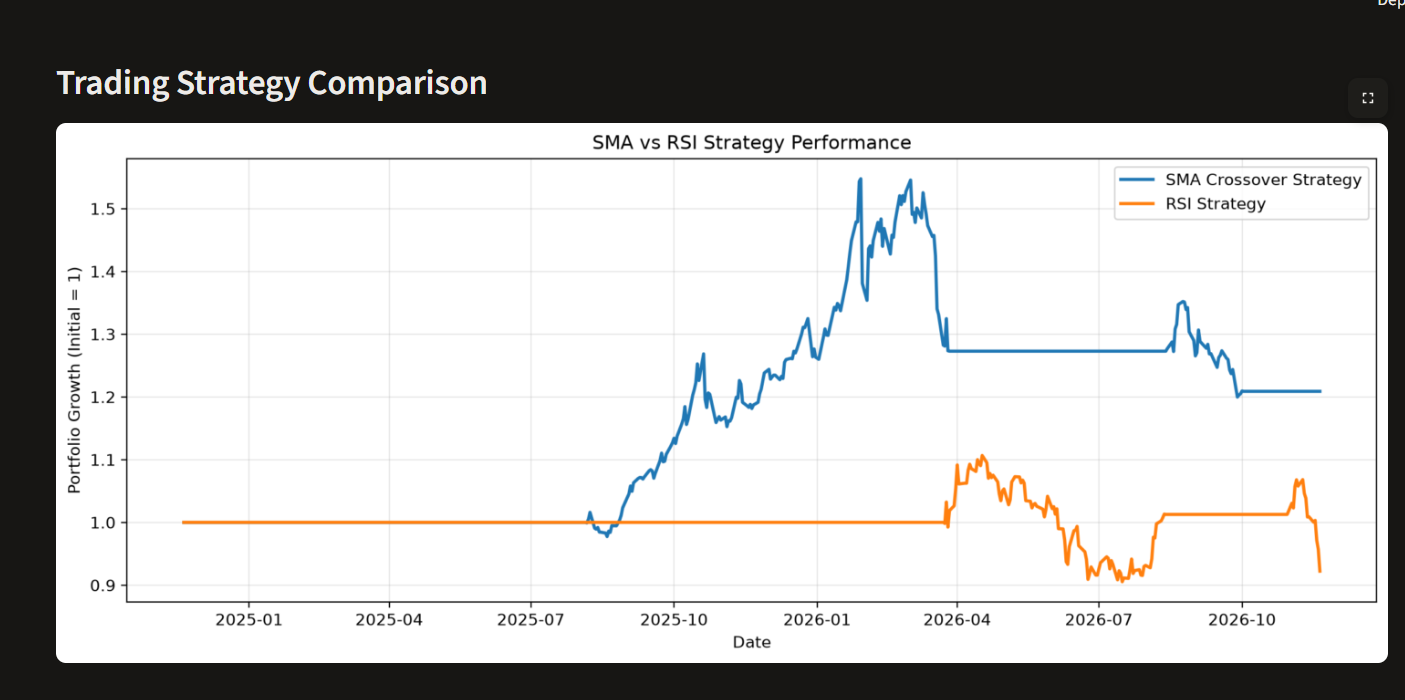 Dep
Trading Strategy Comparison
SMA vs RSI Strategy Performance
SMA Crossover Strategy
RSI Strategy
Portfolio Growth (Initial = 1)
1.5
1.4
1.3
1.2
1.1
1.0
0.9
2025-01 2025-04 2025-07 2025-10 2026-01 2026-04 2026-07 2026-10
Date